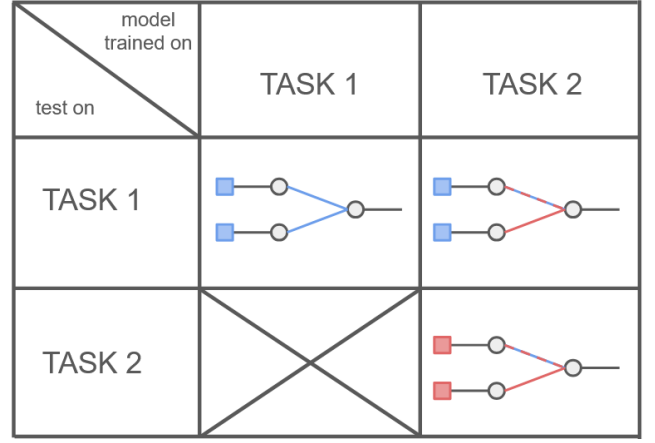 model
trained on
test on
TASK 1
TASK 2
TASK 1
TASK 2